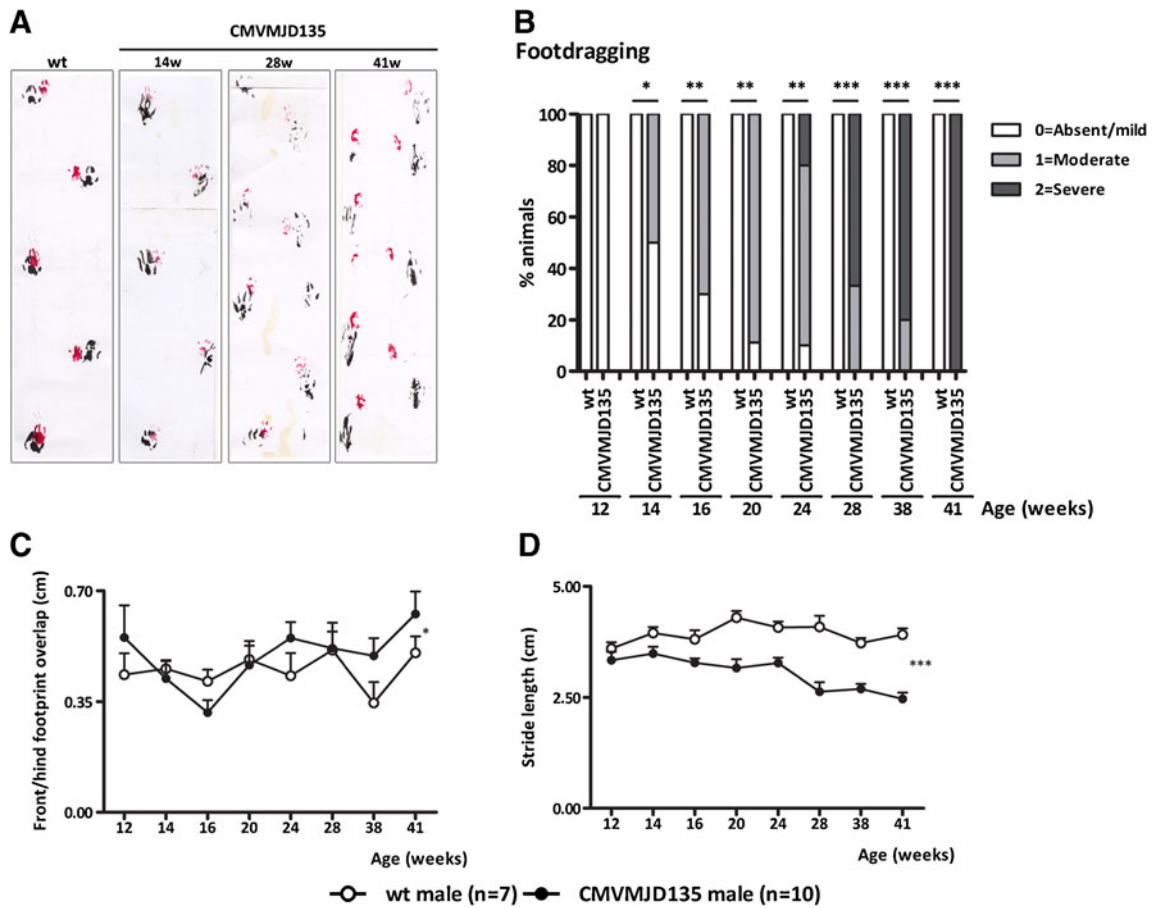 A
CMVMJD135
wt 14w 28w 41w
B
Footdragging
* ** ** ** *** *** ***
% animals
100
80
60
40
20
0
wt CMVMJD135 wt CMVMJD135 wt CMVMJD135 wt CMVMJD135 wt CMVMJD135 wt CMVMJD135 wt CMVMJD135 wt CMVMJD135
12 14 16 20 24 28 38 41 Age (weeks)
0=Absent/mild
1=Moderate
2=Severe
C
Front/hind footprint overlap (cm)
0.70
0.35
0.00
*
12 14 16 20 24 28 38 41
Age (weeks)
D
Stride length (cm)
5.00
2.50
0.00
***
12 14 16 20 24 28 38 41
Age (weeks)
wt male (n=7) CMVMJD135 male (n=10)